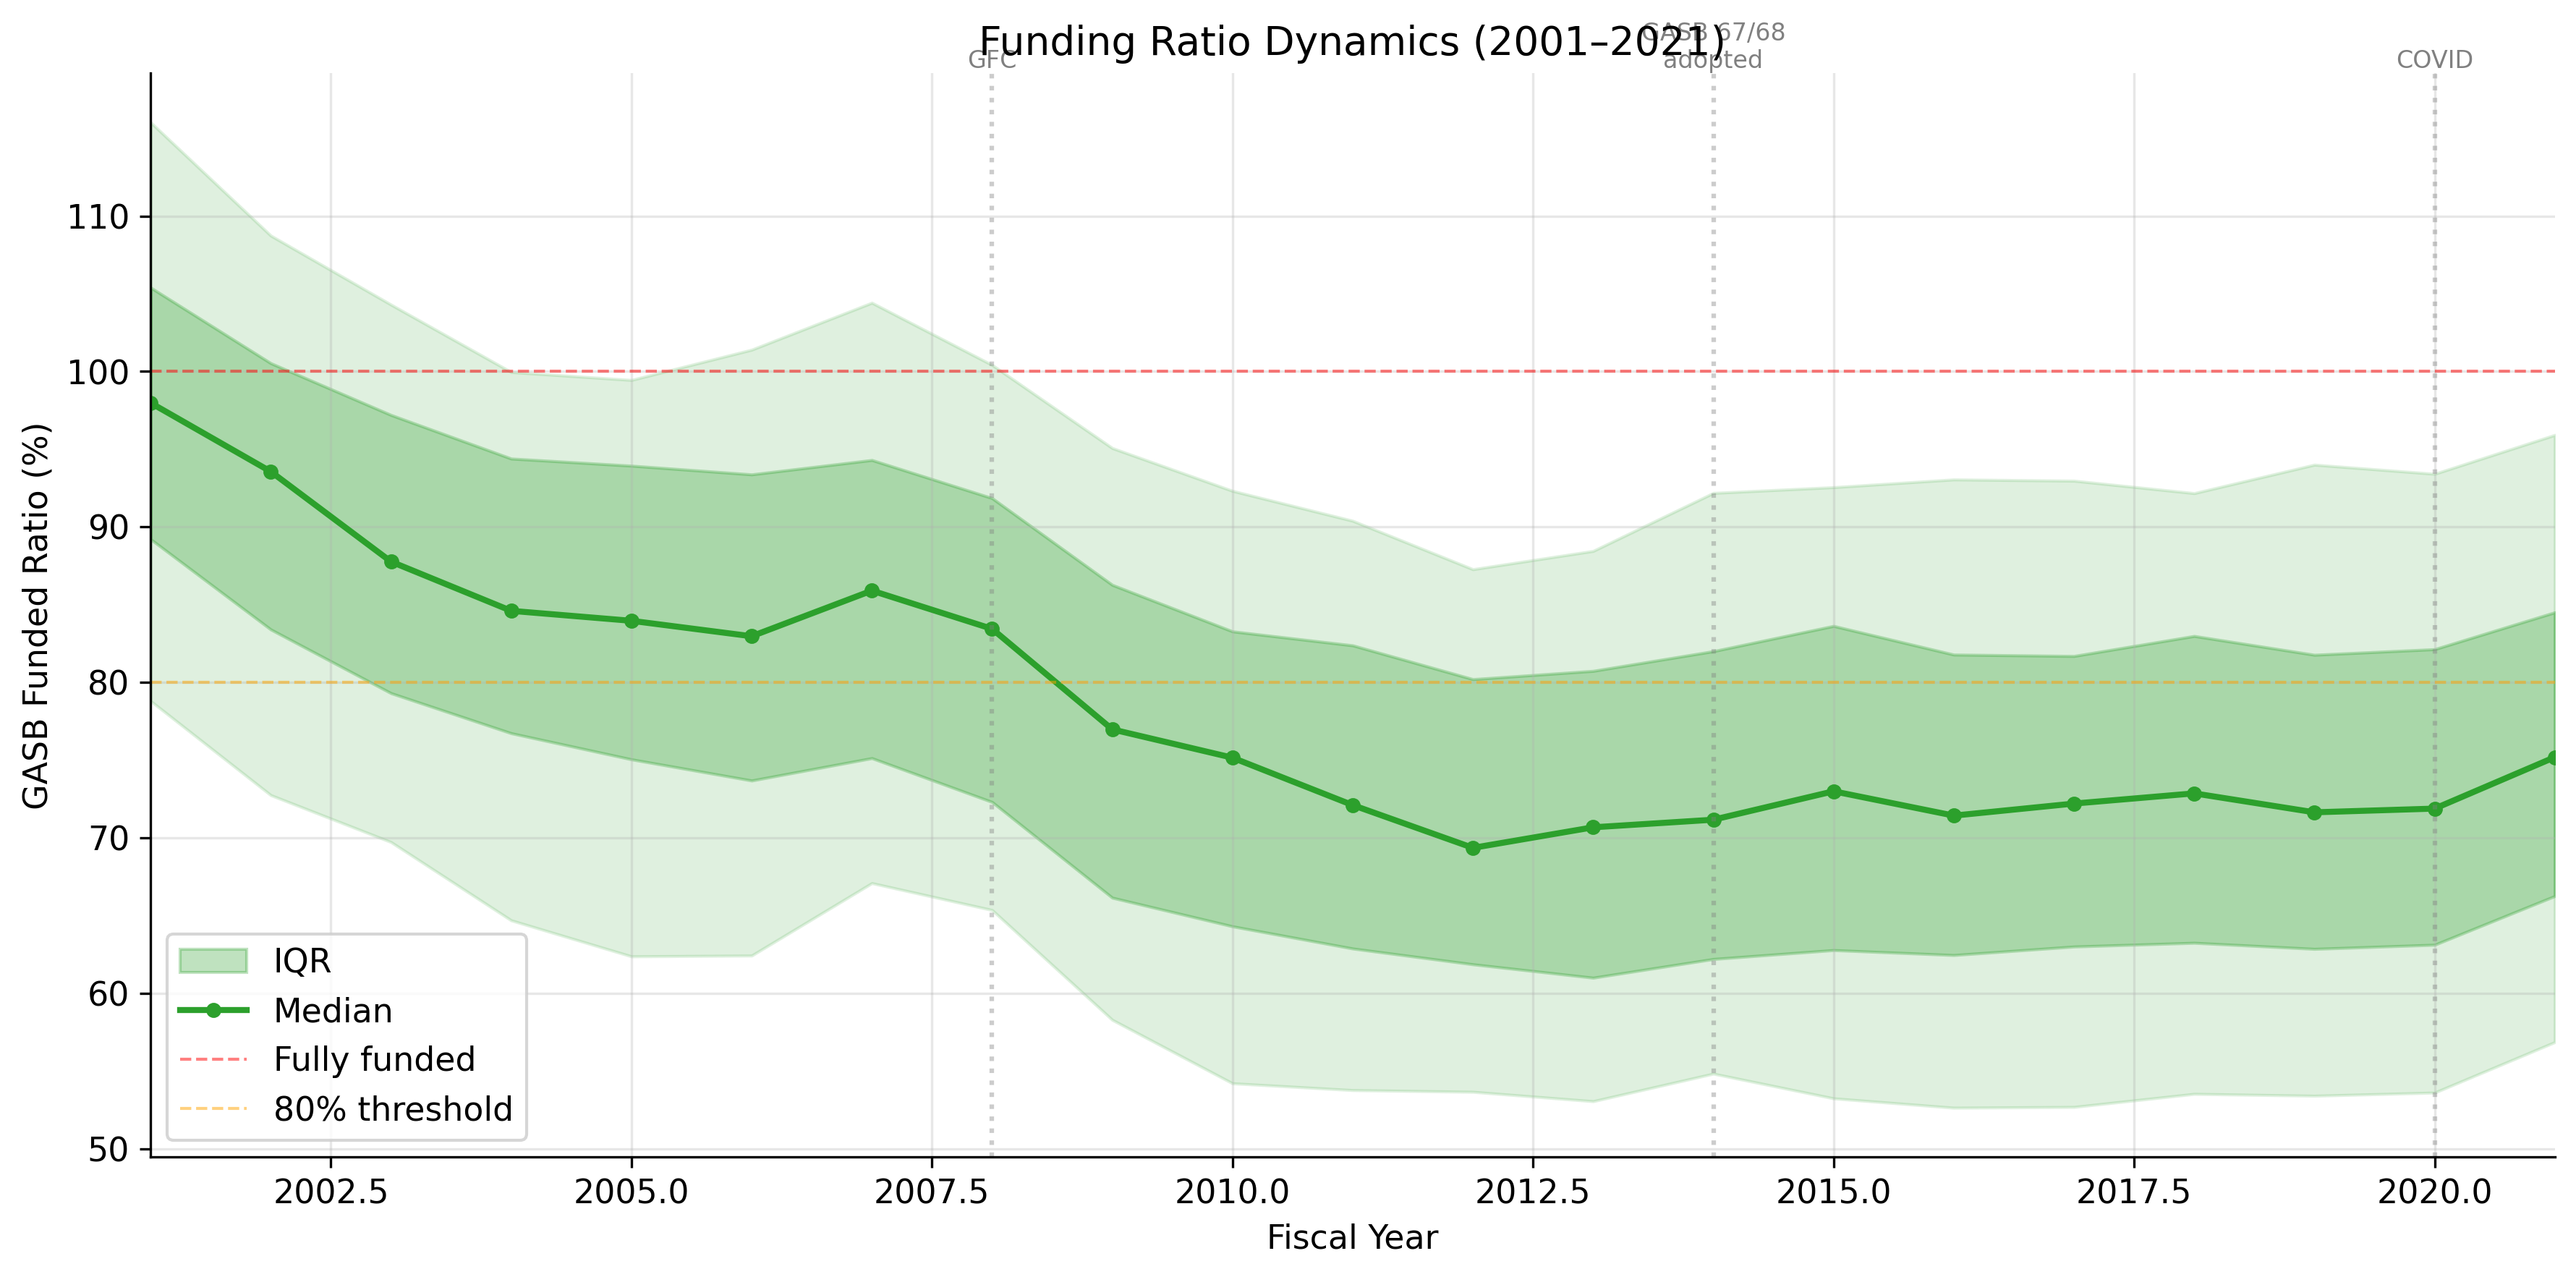 Funding Ratio Dynamics (2001–2021)
GFC
GASB 67/68
adopted
COVID
GASB Funded Ratio (%)
110
100
90
80
70
60
50
IQR
Median
Fully funded
80% threshold
2002.5
2005.0
2007.5
2010.0
2012.5
2015.0
2017.5
2020.0
Fiscal Year